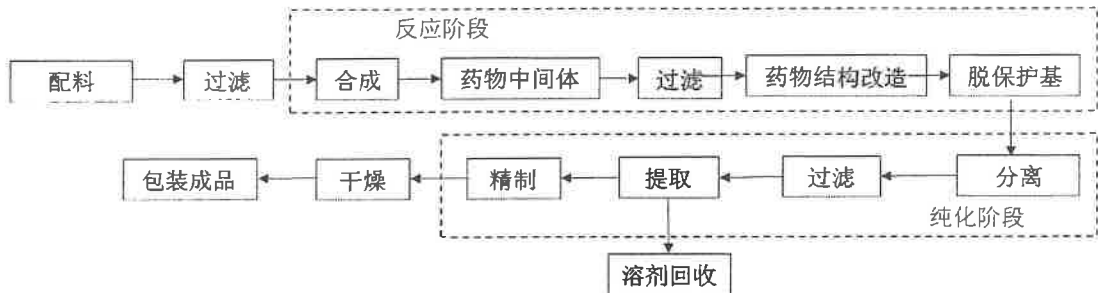 反应阶段
配料
过滤
合成
药物中间体
过滤
药物结构改造
脱保护基
包装成品
干燥
精制
提取
过滤
分离
纯化阶段
溶剂回收